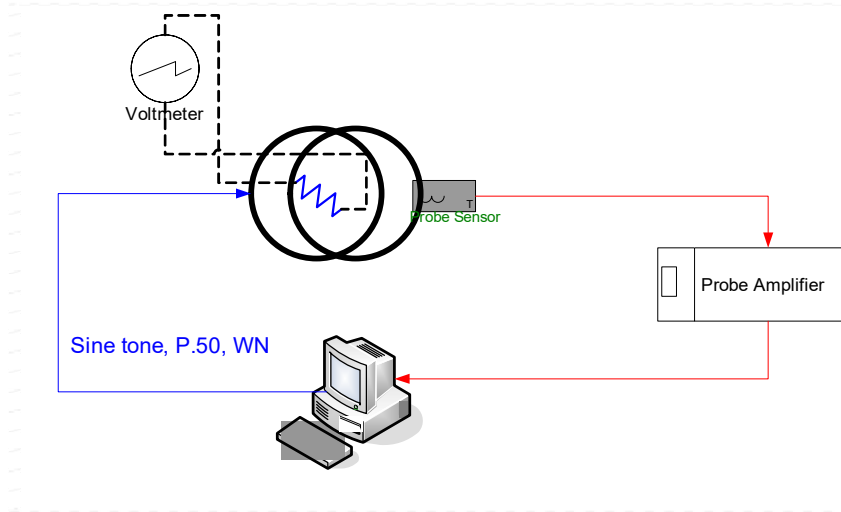 Voltmeter
T
Probe Sensor
Probe Amplifier
Sine tone, P.50, WN